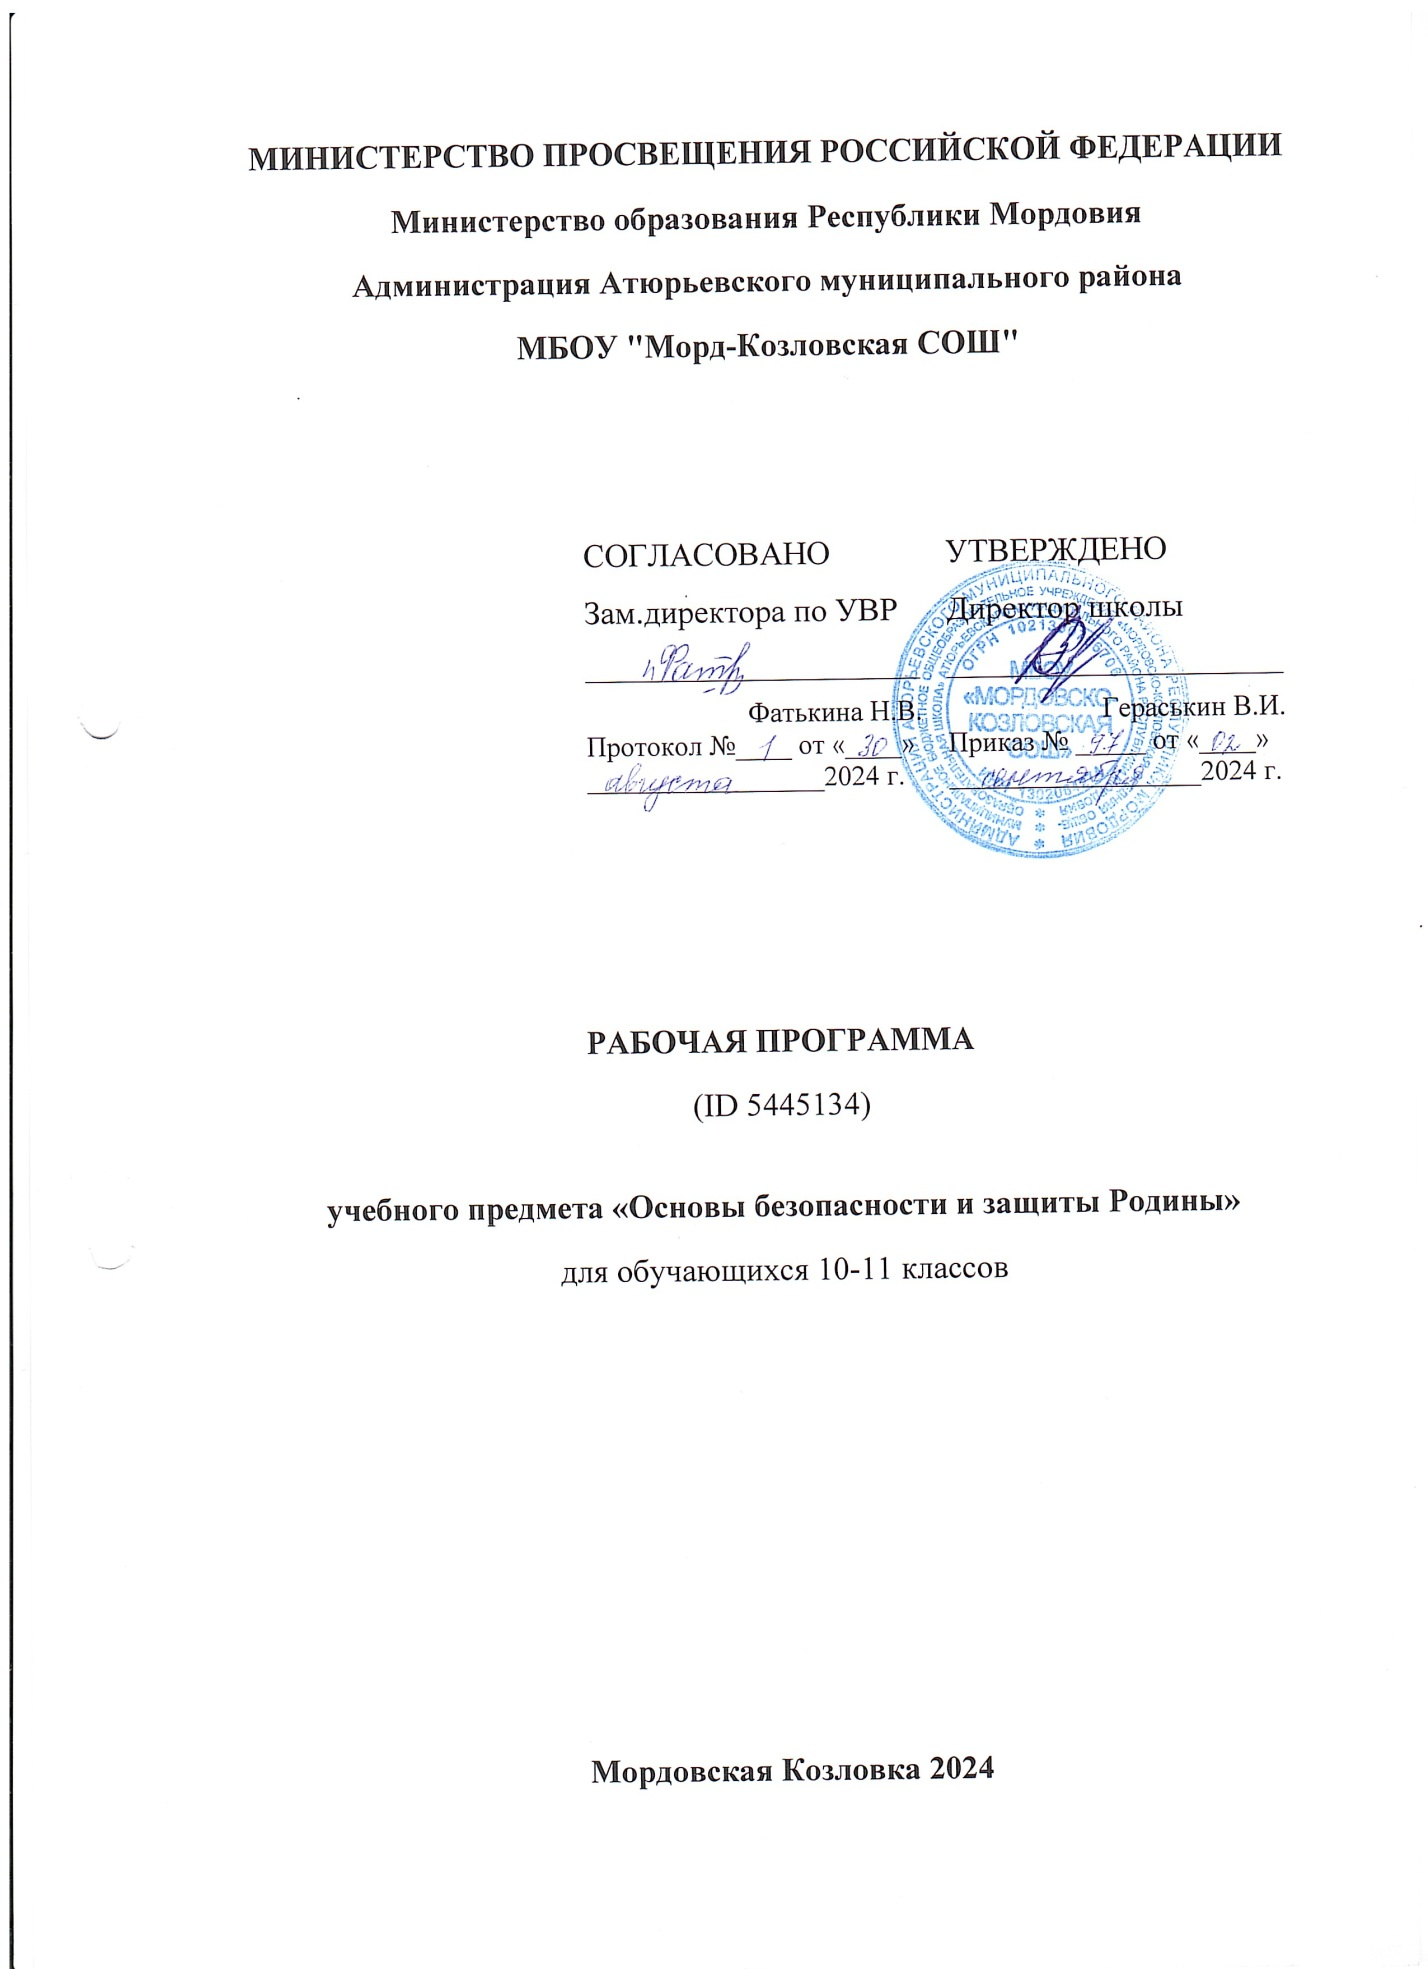 МИНИСТЕРСТВО ПРОСВЕЩЕНИЯ РОССИЙСКОЙ ФЕДЕРАЦИИ
Министерство образования Республики Мордовия
Администрация Атюрьевского муниципального района
МБОУ "Морд-Козловская СОШ"
СОГЛАСОВАНО
Зам.директора по УВР
Фатькина Н.В.
Протокол № 1 от «30»
августа 2024 г.
УТВЕРЖДЕНО
Директор школы
Гераськин В.И.
Приказ № от «02»
сентября 2024 г.
МБОУ
«МОРДОВСКО
КОЗЛОВСКАЯ
СОШ»
РАБОЧАЯ ПРОГРАММА
(ID 5445134)
учебного предмета «Основы безопасности и защиты Родины»
для обучающихся 10-11 классов
Мордовская Козловка 2024